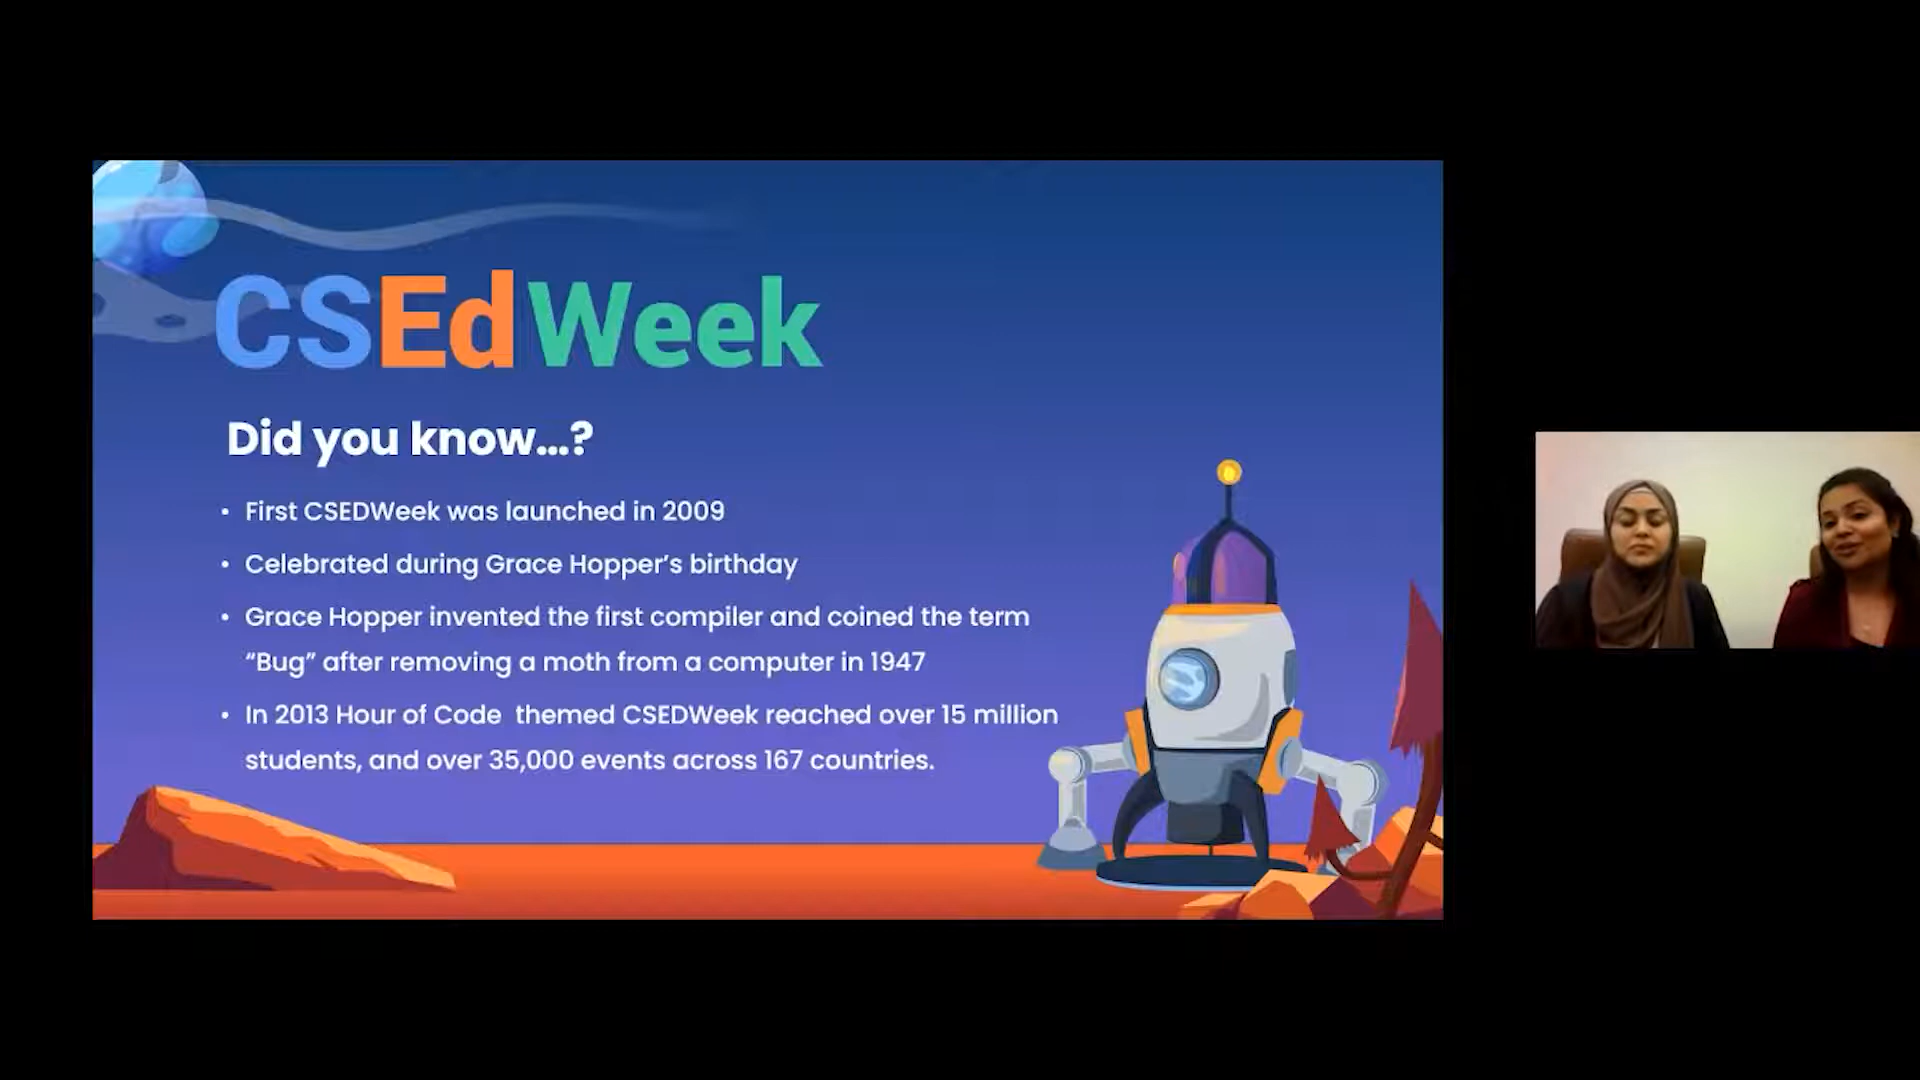 CSEdWeek
Did you know...?
• First CSEDWeek was launched in 2009
• Celebrated during Grace Hopper’s birthday
• Grace Hopper invented the first compiler and coined the term
“Bug” after removing a moth from a computer in 1947
• In 2013 Hour of Code  themed CSEDWeek reached over 15 million
students, and over 35,000 events across 167 countries.